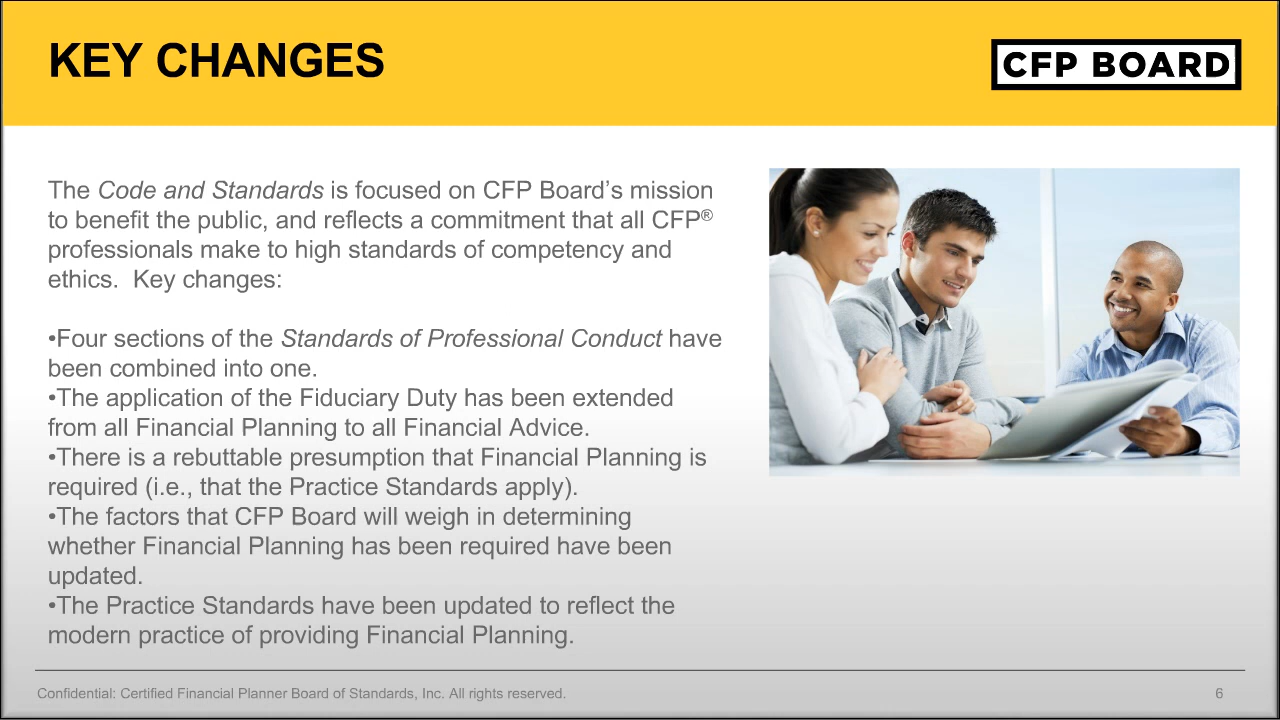 KEY CHANGES
CFP BOARD
The Code and Standards is focused on CFP Board’s mission
to benefit the public, and reflects a commitment that all CFP®
professionals make to high standards of competency and
ethics.  Key changes:
•Four sections of the Standards of Professional Conduct have
been combined into one.
•The application of the Fiduciary Duty has been extended
from all Financial Planning to all Financial Advice.
•There is a rebuttable presumption that Financial Planning is
required (i.e., that the Practice Standards apply).
•The factors that CFP Board will weigh in determining
whether Financial Planning has been required have been
updated.
•The Practice Standards have been updated to reflect the
modern practice of providing Financial Planning.
Confidential: Certified Financial Planner Board of Standards, Inc. All rights reserved.
6